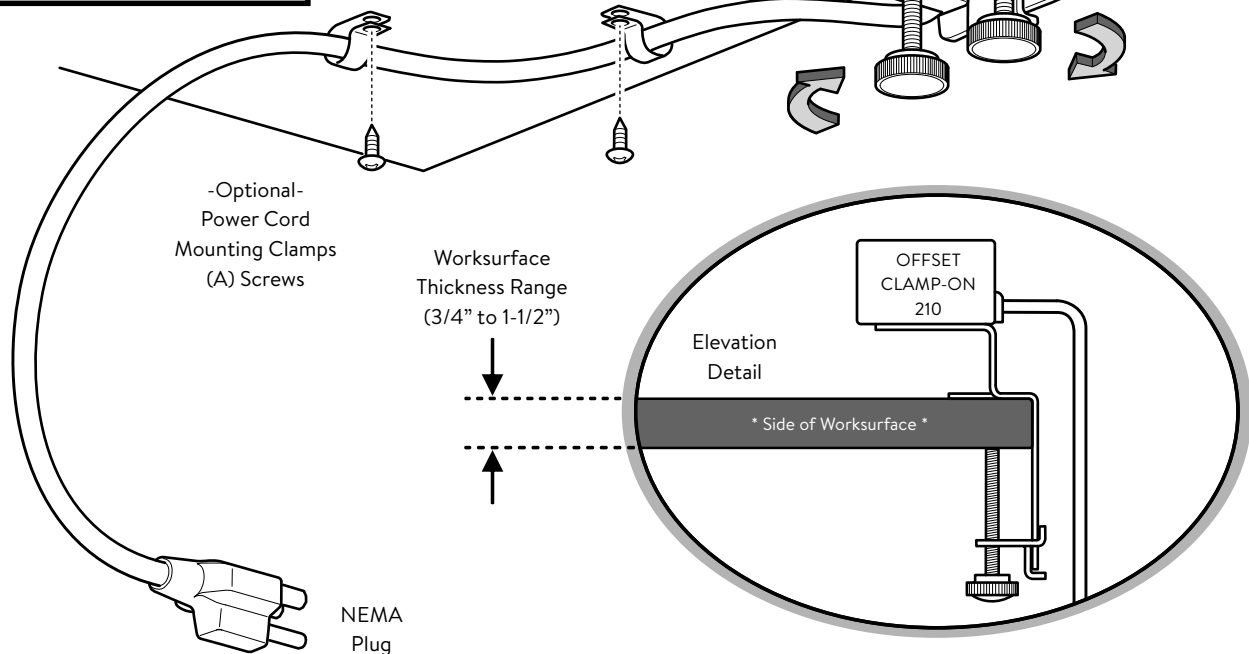 -Optional-
Power Cord
Mounting Clamps
(A) Screws
Worksurface
Thickness Range
(3/4” to 1-1/2”)
OFFSET
CLAMP-ON
210
Elevation
Detail
* Side of Worksurface *
NEMA
Plug